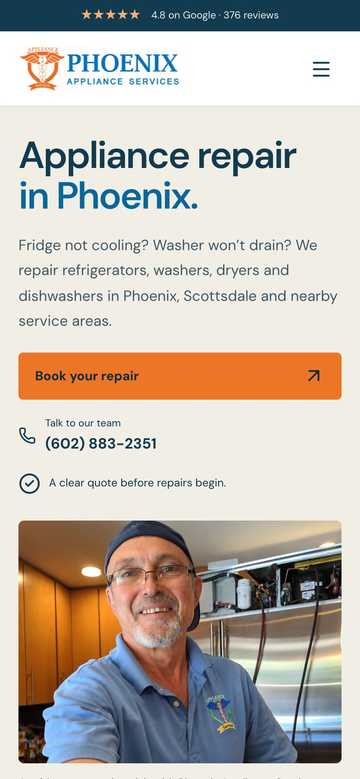 4.8 on Google · 376 reviews
APPLIANCE
PHOENIX
APPLIANCE SERVICES
Appliance repair
in Phoenix.
Fridge not cooling? Washer won’t drain? We
repair refrigerators, washers, dryers and
dishwashers in Phoenix, Scottsdale and nearby
service areas.
Book your repair
Talk to our team
(602) 883-2351
A clear quote before repairs begin.